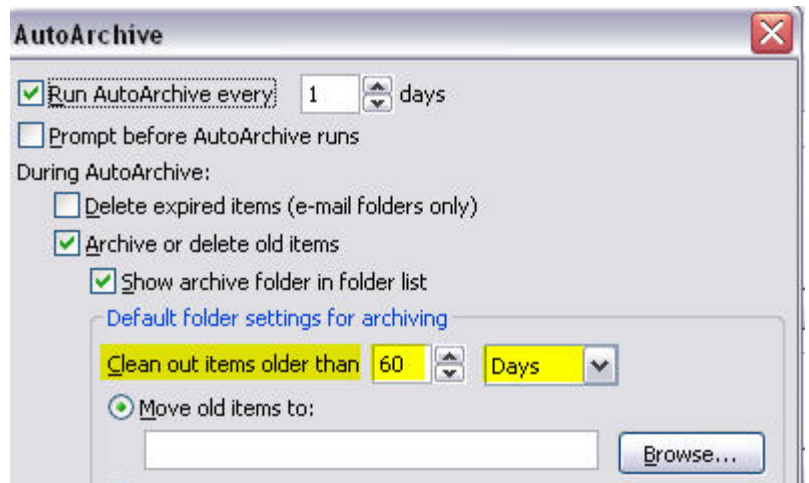 AutoArchive
Run AutoArchive every 1 days
Prompt before AutoArchive runs
During AutoArchive:
Delete expired items (e-mail folders only)
Archive or delete old items
Show archive folder in folder list
Default folder settings for archiving
Clean out items older than 60 Days
Move old items to:
Browse...